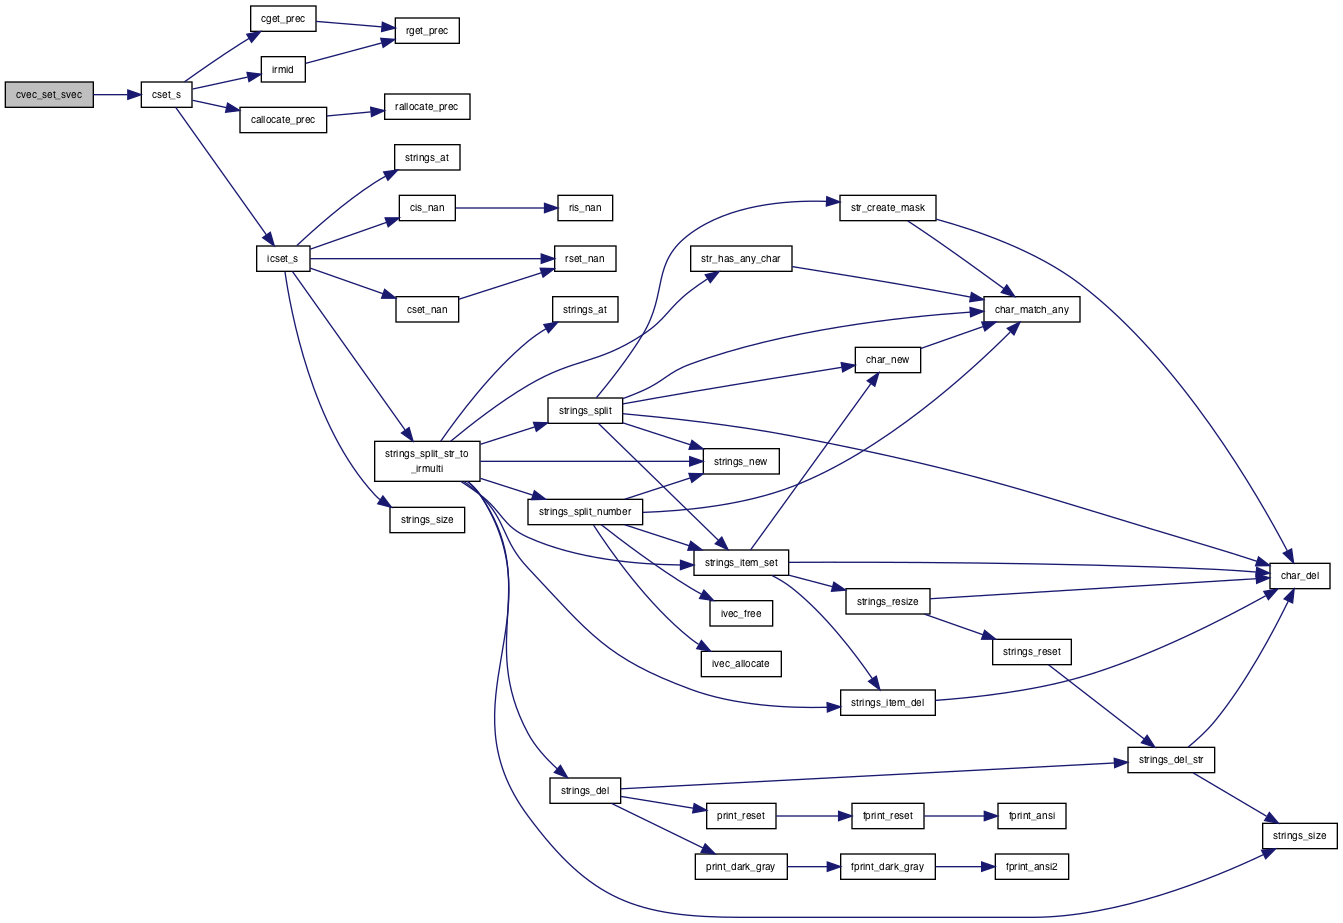 cget_prec
rget_prec
irmid
cvec_set_svec
cset_s
callocate_prec
rallocate_prec
strings_at
cis_nan
ris_nan
str_create_mask
icset_s
rset_nan
str_has_any_char
cset_nan
strings_at
char_match_any
char_new
strings_split
strings_split_str_to
_irmulti
strings_new
strings_size
strings_split_number
strings_item_set
char_del
strings_resize
ivec_free
strings_reset
ivec_allocate
strings_item_del
strings_del_str
strings_del
print_reset
fprint_reset
fprint_ansi
strings_size
print_dark_gray
fprint_dark_gray
fprint_ansi2